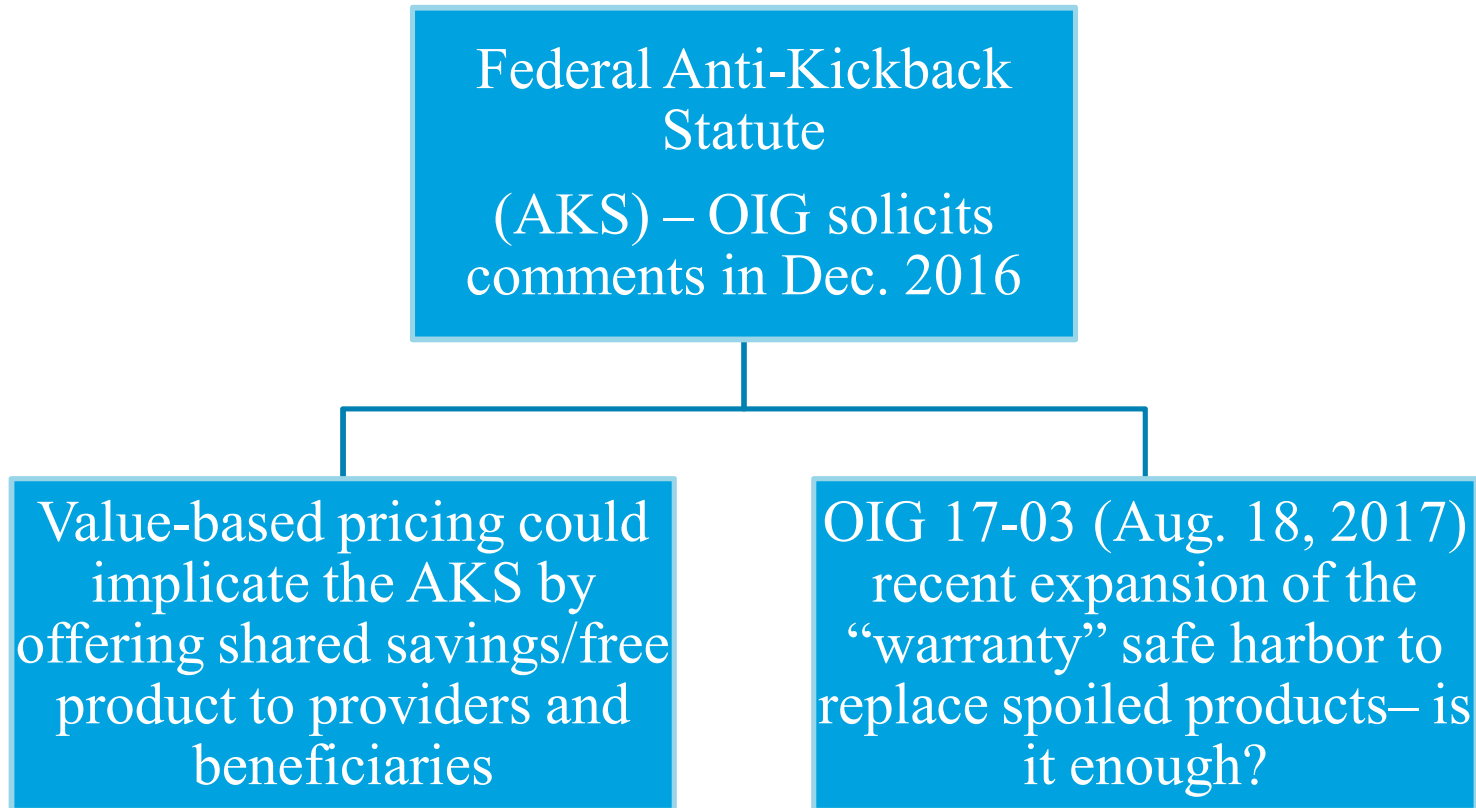 Federal Anti-Kickback
Statute
(AKS) – OIG solicits
comments in Dec. 2016
Value-based pricing could
implicate the AKS by
offering shared savings/free
product to providers and
beneficiaries
OIG 17-03 (Aug. 18, 2017)
recent expansion of the
“warranty” safe harbor to
replace spoiled products– is
it enough?